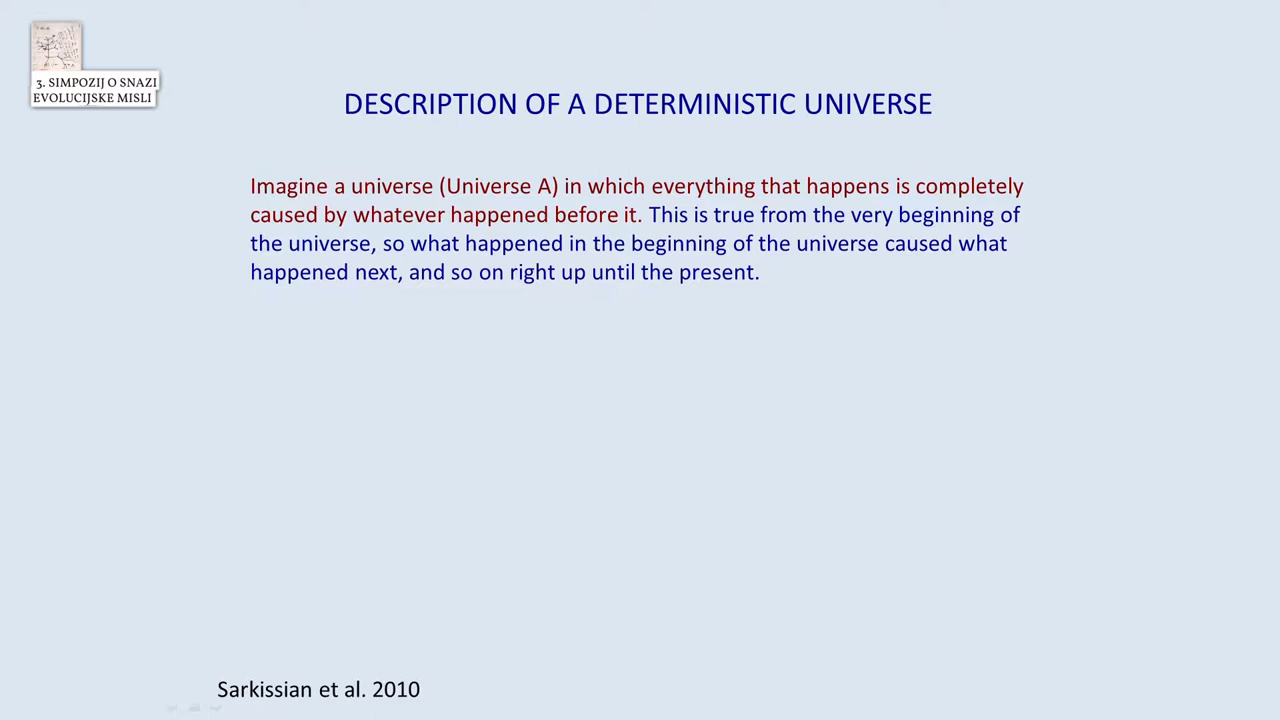 3. SIMPOZIJ O SNAZI
EVOLUCIJSKE MISLI
DESCRIPTION OF A DETERMINISTIC UNIVERSE
Imagine a universe (Universe A) in which everything that happens is completely
caused by whatever happened before it. This is true from the very beginning of
the universe, so what happened in the beginning of the universe caused what
happened next, and so on right up until the present.
Sarkissian et al. 2010